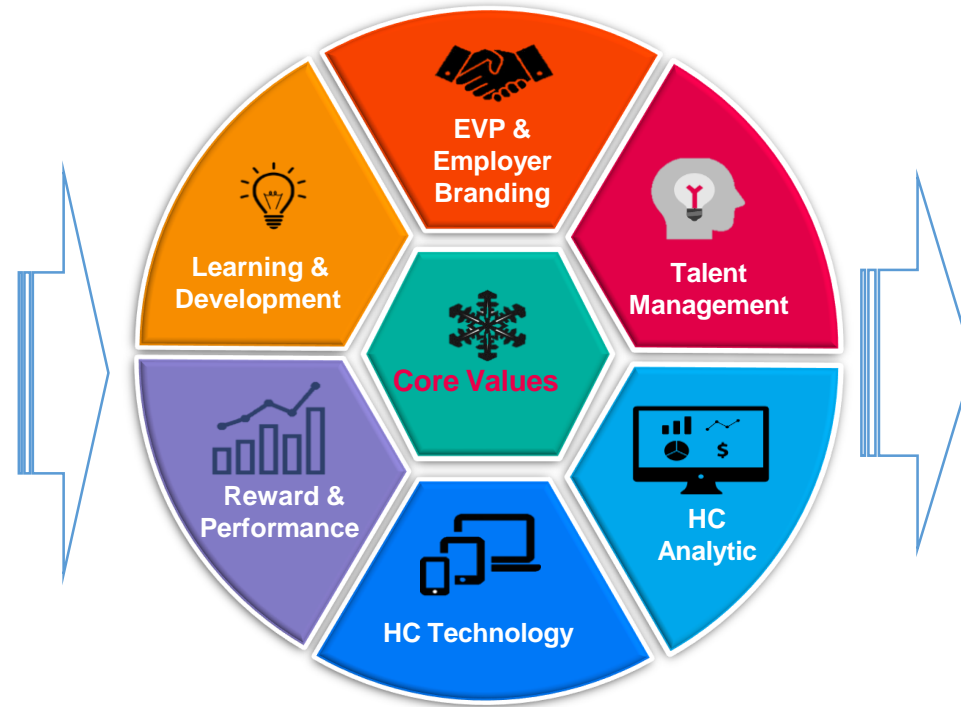 EVP &
Employer
Branding
Talent
Management
HC
Analytic
HC Technology
Reward &
Performance
Learning &
Development
Core Values
$